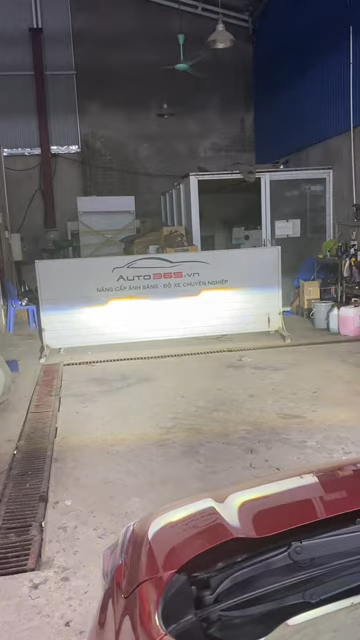 AUTO365.VN
NÂNG CẤP ÁNH SÁNG - ĐỘ XE CHUYÊN NGHIỆP